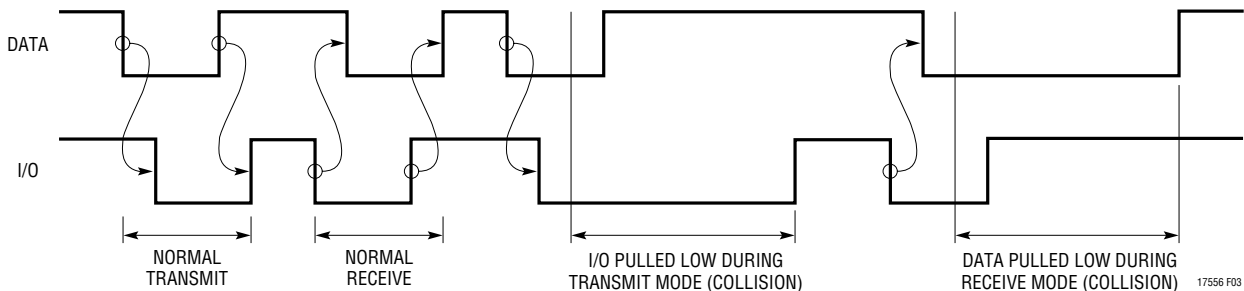 DATA
I/O
NORMAL
TRANSMIT
NORMAL
RECEIVE
I/O PULLED LOW DURING
TRANSMIT MODE (COLLISION)
DATA PULLED LOW DURING
RECEIVE MODE (COLLISION)
17556 F03